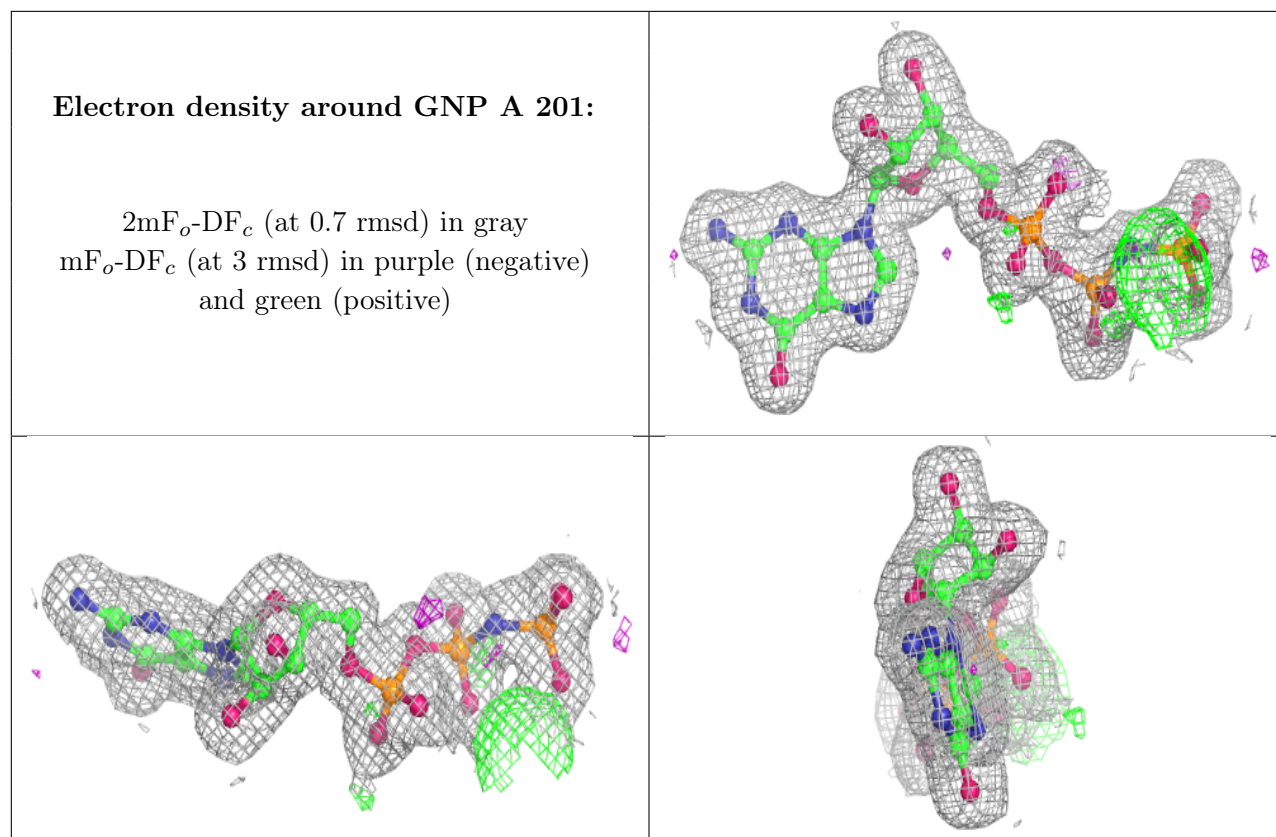 Electron density around GNP A 201:
2mFₒ-DF𝒸 (at 0.7 rmsd) in gray
mFₒ-DF𝒸 (at 3 rmsd) in purple (negative)
and green (positive)